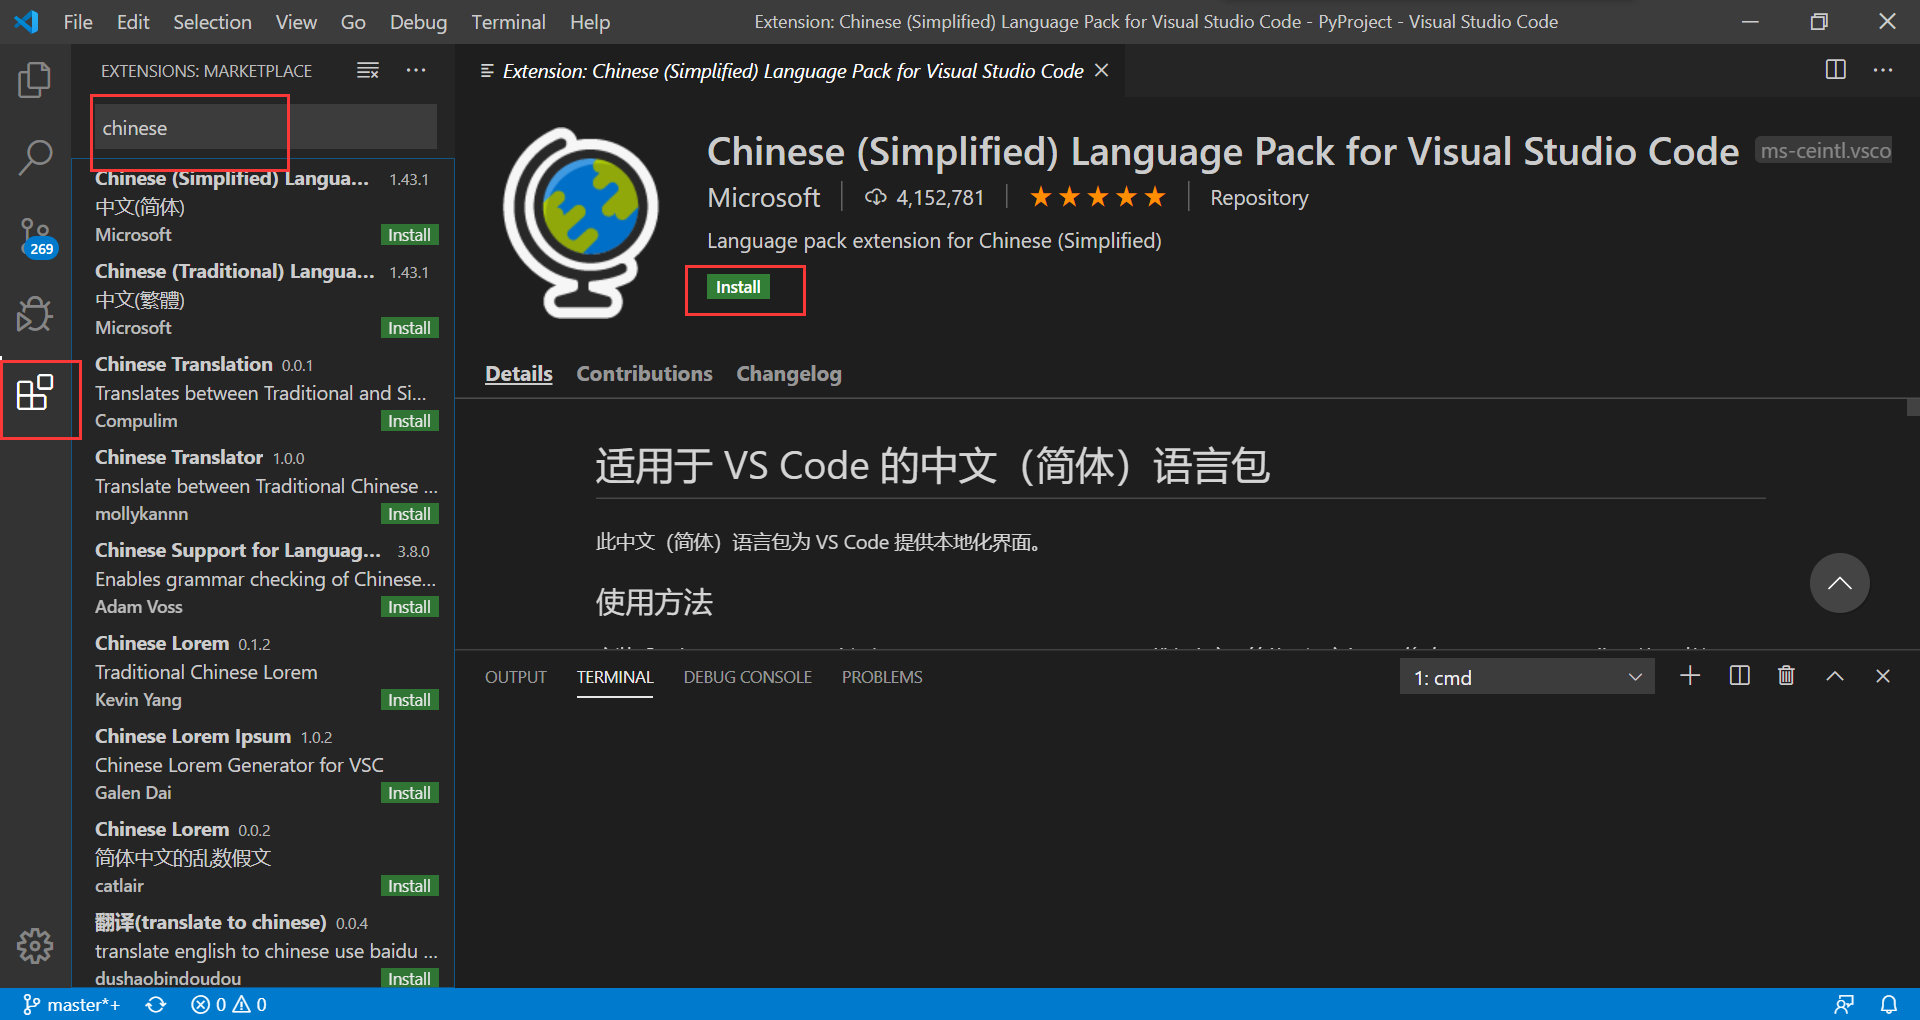 File Edit Selection View Go Debug Terminal Help
Extension: Chinese (Simplified) Language Pack for Visual Studio Code - PyProject - Visual Studio Code
EXTENSIONS: MARKETPLACE
chinese
Chinese (Simplified) Langua... 1.43.1
中文(简体)
Microsoft Install
Chinese (Traditional) Langua... 1.43.1
中文(繁體)
Microsoft Install
Chinese Translation 0.0.1
Translates between Traditional and Si...
Compulim Install
Chinese Translator 1.0.0
Translate between Traditional Chinese ...
mollykannn Install
Chinese Support for Languag... 3.8.0
Enables grammar checking of Chinese...
Adam Voss Install
Chinese Lorem 0.1.2
Traditional Chinese Lorem
Kevin Yang Install
Chinese Lorem Ipsum 1.0.2
Chinese Lorem Generator for VSC
Galen Dai Install
Chinese Lorem 0.0.2
简体中文的乱数假文
catlair Install
翻译(translate to chinese) 0.0.4
translate english to chinese use baidu ...
dushaobindoudou Install
269
Extension: Chinese (Simplified) Language Pack for Visual Studio Code
Chinese (Simplified) Language Pack for Visual Studio Code ms-ceintl.vsco
Microsoft 4,152,781 Repository
Language pack extension for Chinese (Simplified)
Install
Details Contributions Changelog
适用于 VS Code 的中文（简体）语言包
此中文（简体）语言包为 VS Code 提供本地化界面。
使用方法
OUTPUT TERMINAL DEBUG CONSOLE PROBLEMS 1: cmd
master*+ 0 0